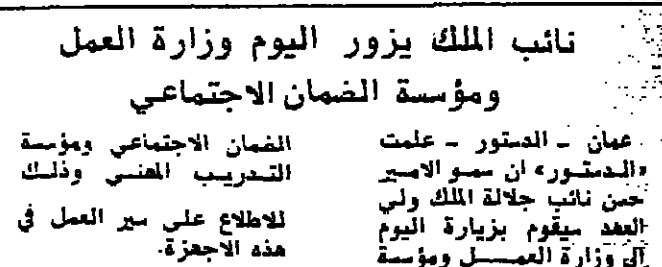 نائب الملك يزور اليوم وزارة العمل
ومؤسسة الضمان الاجتماعي
عمان ـ الدستور ـ علمت
«الدستور» ان سمو الامير
حسن نائب جلالة الملك ولي
العهد سيقوم بزيارة اليوم
الى وزارة العمل ومؤسسة
الضمان الاجتماعي ومؤسسة
التدريب المهني وذلك
للاطلاع على سير العمل في
هذه الاجهزة.